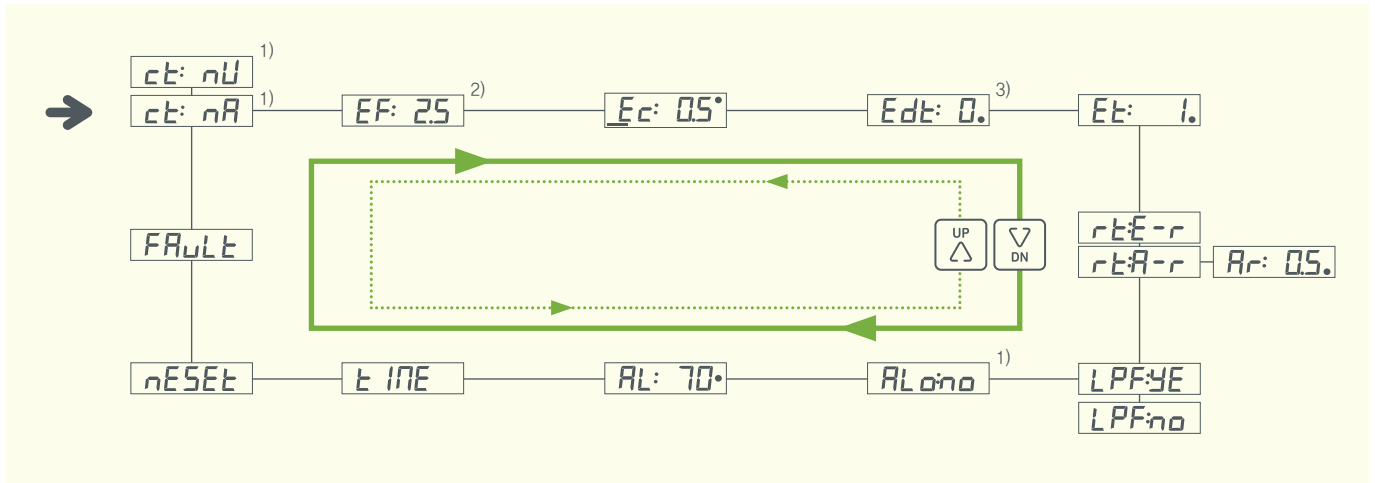 ct: nU 1)
ct: nA 1)
EF: 2.5 2)
Ec: 0.5
Edt: 0. 3)
Et: 1.
UP
DN
rt:E-r
rt:A-r
Ar: 0.5.
FAuLt
nESEt
tIME
AL: 70
ALo:no 1)
LPF:YE
LPF:no